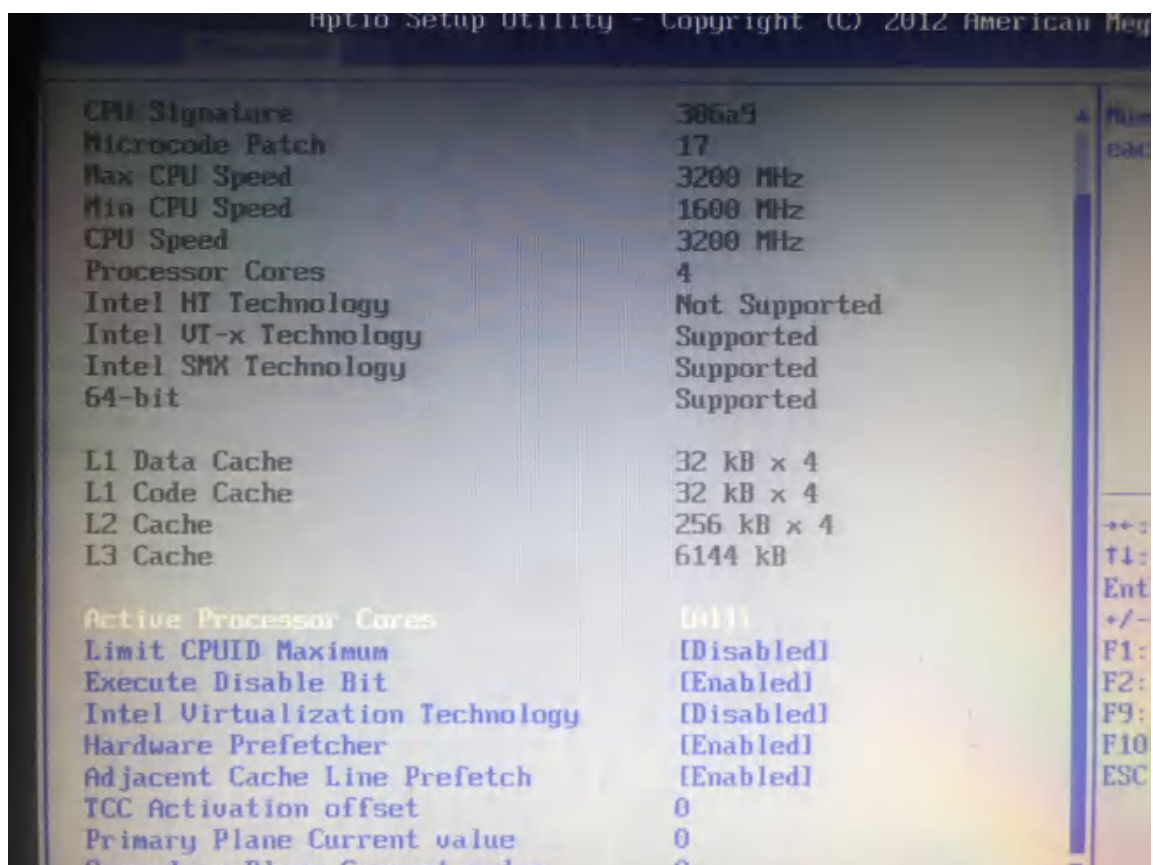 Aptio Setup Utility - Copyright (C) 2012 American Meg
CPU Signature 306a9
Microcode Patch 17
Max CPU Speed 3200 MHz
Min CPU Speed 1600 MHz
CPU Speed 3200 MHz
Processor Cores 4
Intel HT Technology Not Supported
Intel VT-x Technology Supported
Intel SMX Technology Supported
64-bit Supported
L1 Data Cache 32 kB x 4
L1 Code Cache 32 kB x 4
L2 Cache 256 kB x 4
L3 Cache 6144 kB
Active Processor Cores [All]
Limit CPUID Maximum [Disabled]
Execute Disable Bit [Enabled]
Intel Virtualization Technology [Disabled]
Hardware Prefetcher [Enabled]
Adjacent Cache Line Prefetch [Enabled]
TCC Activation offset 0
Primary Plane Current value 0
→←:
↑↓:
Ent
+/-
F1:
F2:
F9:
F10
ESC